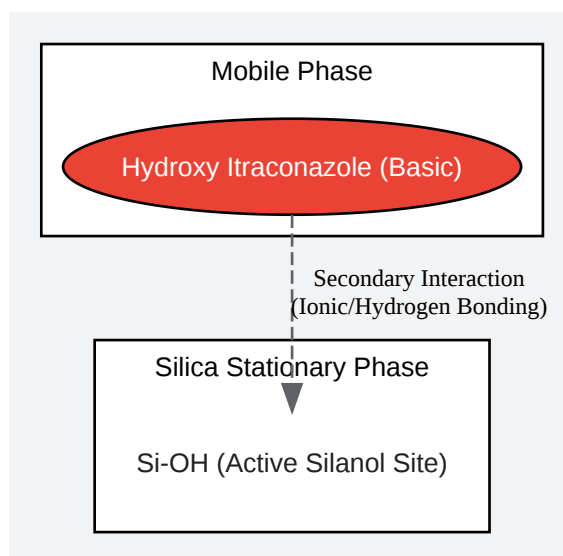 Mobile Phase
Hydroxy Itraconazole (Basic)
Secondary Interaction
(Ionic/Hydrogen Bonding)
Silica Stationary Phase
Si-OH (Active Silanol Site)